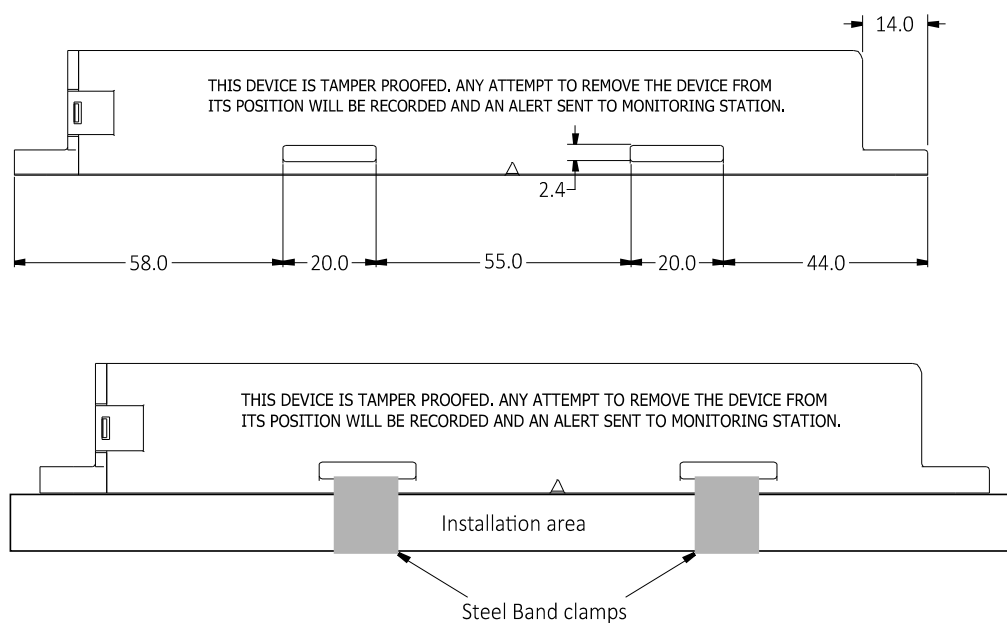 14.0
THIS DEVICE IS TAMPER PROOFED. ANY ATTEMPT TO REMOVE THE DEVICE FROM
ITS POSITION WILL BE RECORDED AND AN ALERT SENT TO MONITORING STATION.
2.4
58.0 20.0 55.0 20.0 44.0
THIS DEVICE IS TAMPER PROOFED. ANY ATTEMPT TO REMOVE THE DEVICE FROM
ITS POSITION WILL BE RECORDED AND AN ALERT SENT TO MONITORING STATION.
Installation area
Steel Band clamps